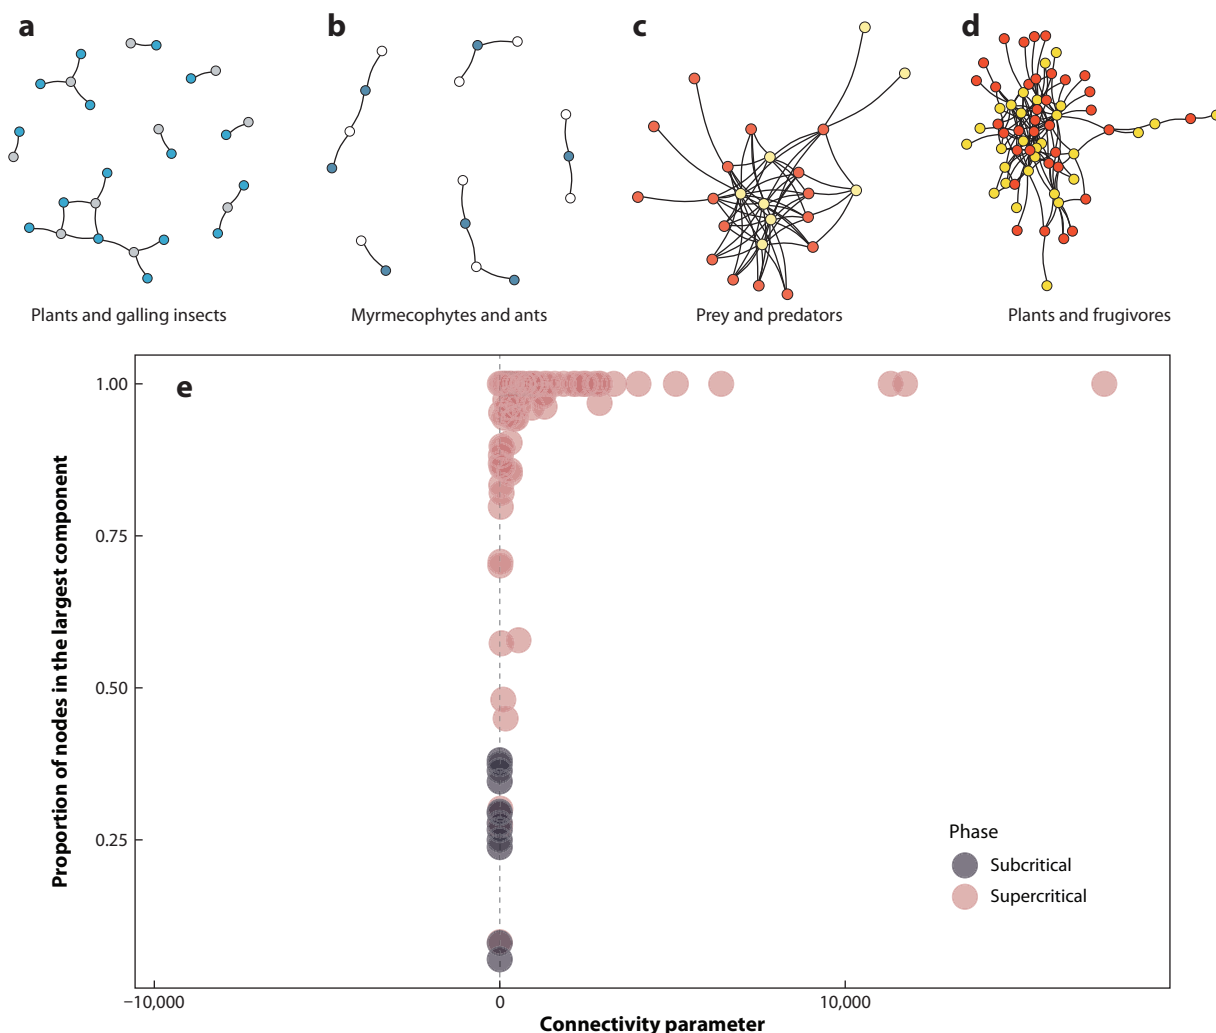 a
b
c
d
Plants and galling insects
Myrmecophytes and ants
Prey and predators
Plants and frugivores
e
Proportion of nodes in the largest component
1.00
0.75
0.50
0.25
Phase
Subcritical
Supercritical
−10,000
0
10,000
Connectivity parameter